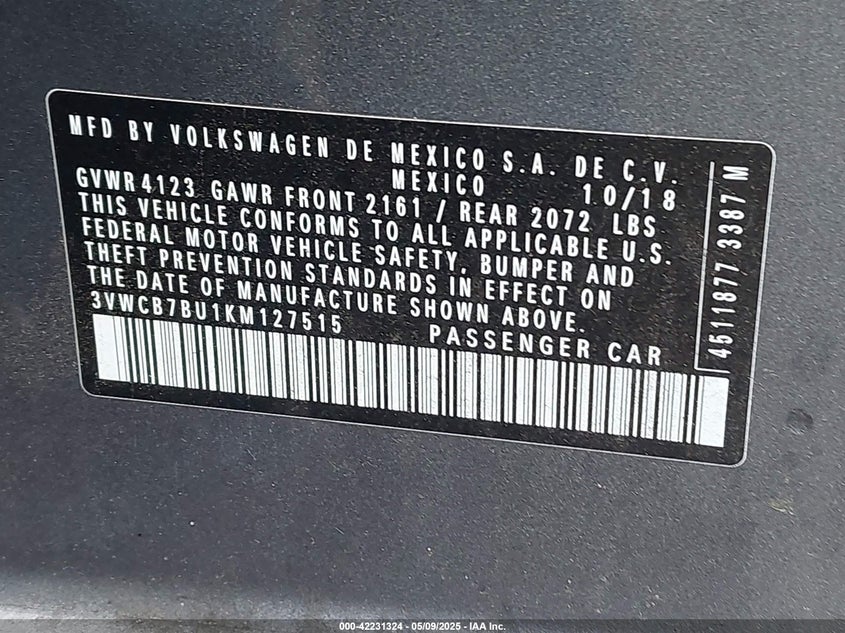 MFD BY VOLKSWAGEN DE MEXICO S.A. DE C.V.
MEXICO 10/18
GVWR 4123 GAWR FRONT 2161 / REAR 2072 LBS
THIS VEHICLE CONFORMS TO ALL APPLICABLE U.S.
FEDERAL MOTOR VEHICLE SAFETY, BUMPER AND
THEFT PREVENTION STANDARDS IN EFFECT ON
THE DATE OF MANUFACTURE SHOWN ABOVE.
3VWCB7BU1KM127515 PASSENGER CAR
4511877 3387 M
000-42231324 | 05/09/2025 - IAA Inc.